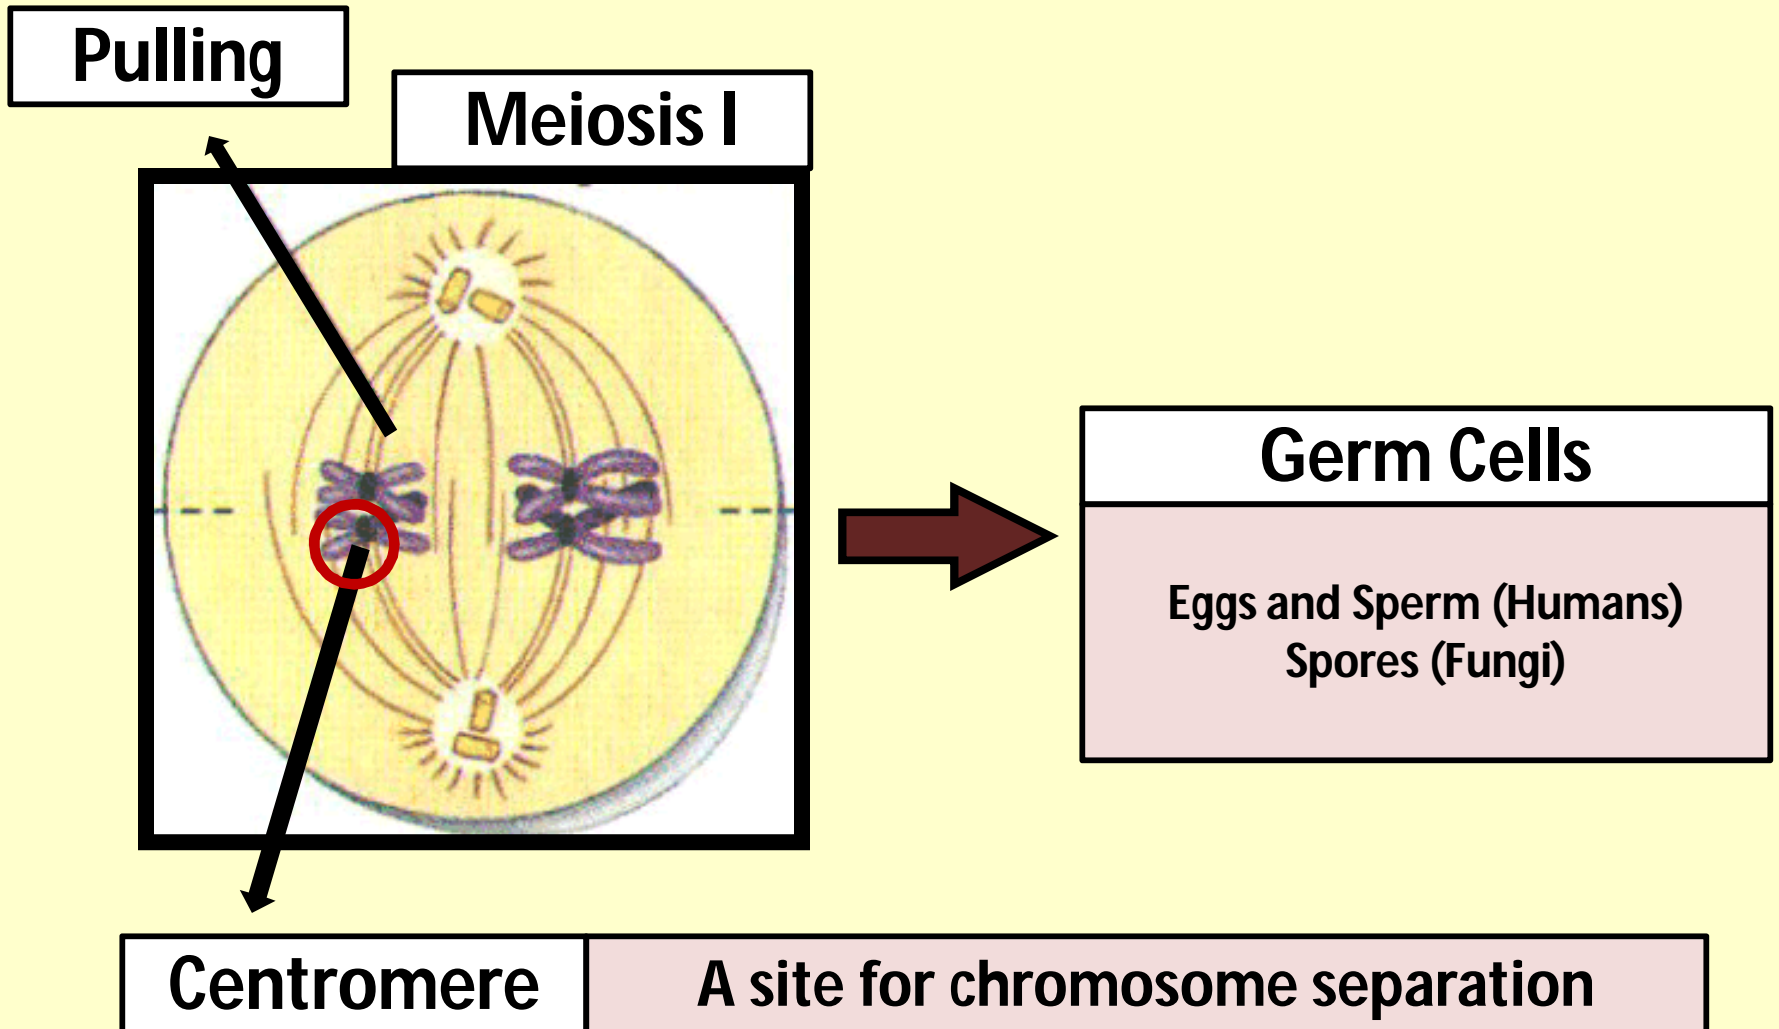 Pulling
Meiosis I
Germ Cells
Eggs and Sperm (Humans)
Spores (Fungi)
Centromere
A site for chromosome separation